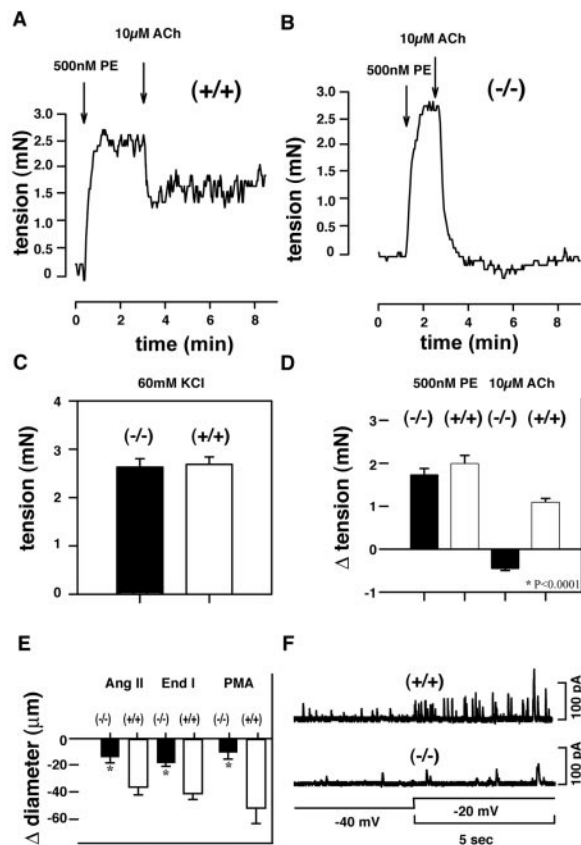 A
10µM ACh
500nM PE
(+/+)
tension (mN)
3.0
2.5
2.0
1.5
1.0
0.5
0.0
0 2 4 6 8
time (min)
B
10µM ACh
500nM PE
(-/-)
tension (mN)
3.0
2.5
2.0
1.5
1.0
0.5
0.0
0 2 4 6 8
time (min)
C
60mM KCl
(-/-) (+/+)
tension (mN)
4
3
2
1
0
D
500nM PE 10µM ACh
(-/-) (+/+) (-/-) (+/+)
Δ tension (mN)
3
2
1
0
-1
* P<0.0001
E
Ang II End I PMA
(-/-) (+/+) (-/-) (+/+) (-/-) (+/+)
Δ diameter (µm)
0
-20
-40
-60
* * *
F
(+/+)
100 pA
(-/-)
100 pA
-40 mV
-20 mV
5 sec